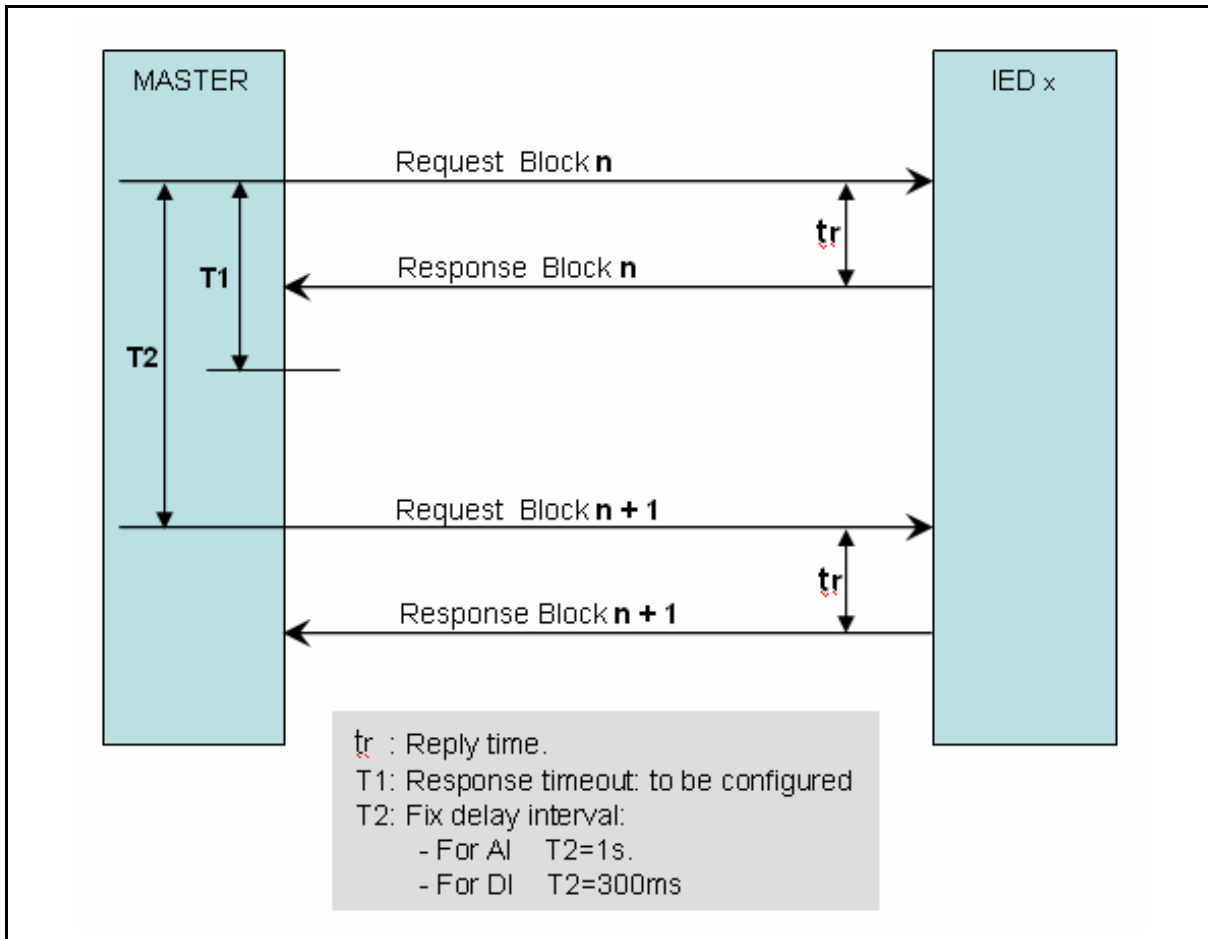 MASTER
IED x
Request Block n
tr
Response Block n
T1
T2
Request Block n + 1
tr
Response Block n + 1
tr : Reply time.
T1: Response timeout: to be configured
T2: Fix delay interval:
- For AI T2=1s.
- For DI T2=300ms